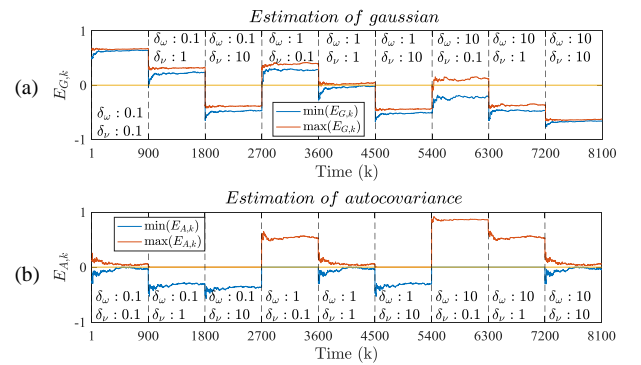 Estimation of gaussian
(a)
E_{G,k}
1
0
-1
δ_ω : 0.1 δ_ω : 0.1 δ_ω : 1 δ_ω : 1 δ_ω : 1 δ_ω : 10 δ_ω : 10 δ_ω : 10
δ_ν : 1 δ_ν : 10 δ_ν : 0.1 δ_ν : 1 δ_ν : 10 δ_ν : 0.1 δ_ν : 1 δ_ν : 10
δ_ω : 0.1
δ_ν : 0.1
min(E_{G,k})
max(E_{G,k})
1 900 1800 2700 3600 4500 5400 6300 7200 8100
Time (k)
Estimation of autocovariance
(b)
E_{A,k}
1
0
-1
min(E_{A,k})
max(E_{A,k})
δ_ω : 0.1 δ_ω : 0.1 δ_ω : 0.1 δ_ω : 1 δ_ω : 1 δ_ω : 1 δ_ω : 10 δ_ω : 10 δ_ω : 10
δ_ν : 0.1 δ_ν : 1 δ_ν : 10 δ_ν : 0.1 δ_ν : 1 δ_ν : 10 δ_ν : 0.1 δ_ν : 1 δ_ν : 10
1 900 1800 2700 3600 4500 5400 6300 7200 8100
Time (k)